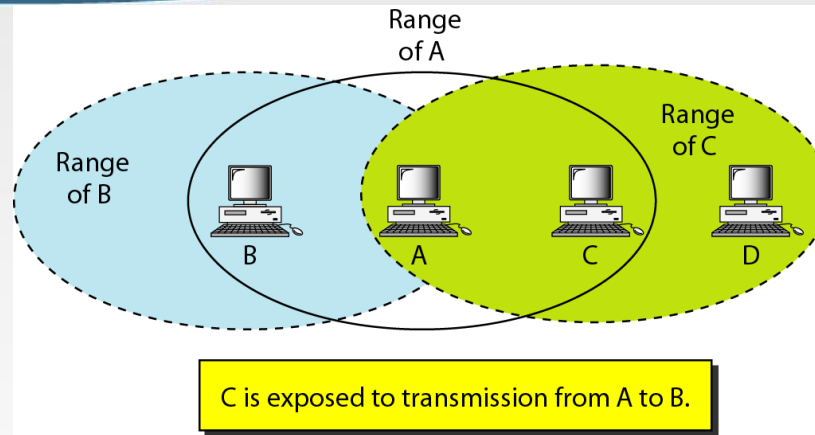 Range
of A
Range
of B
Range
of C
B
A
C
D
C is exposed to transmission from A to B.